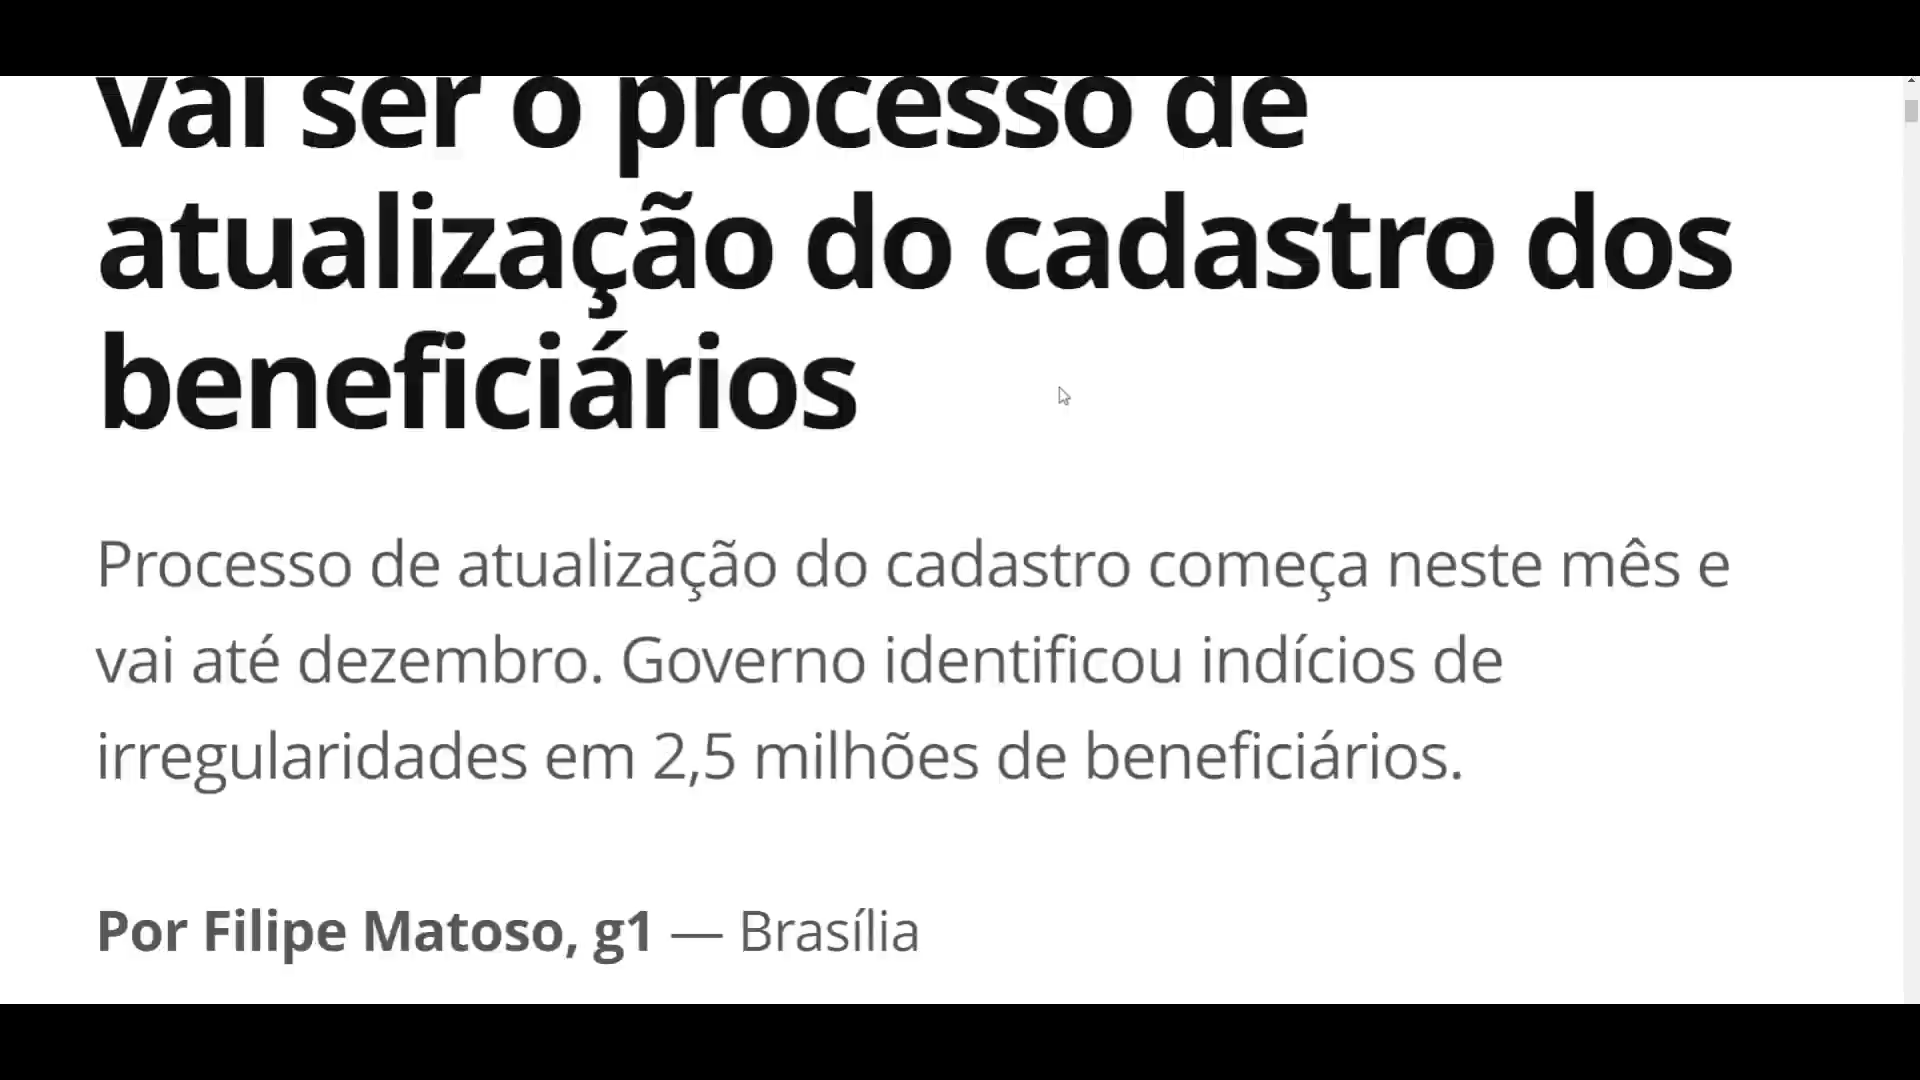 vai ser o processo de
atualização do cadastro dos
beneficiários
Processo de atualização do cadastro começa neste mês e
vai até dezembro. Governo identificou indícios de
irregularidades em 2,5 milhões de beneficiários.
Por Filipe Matoso, g1 — Brasília